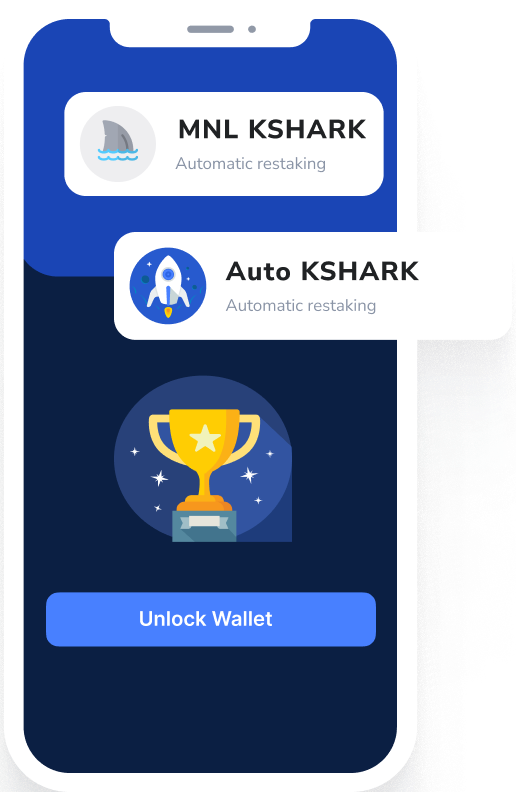 MNL KSHARK
Automatic restaking
Auto KSHARK
Automatic restaking
Unlock Wallet